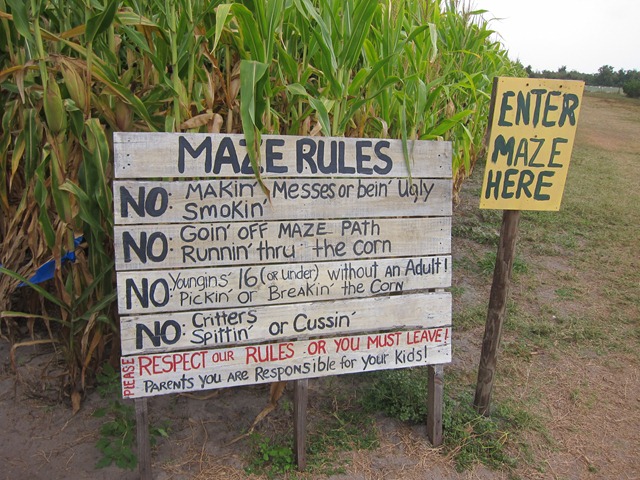 MAZE RULES
NO: MAKin' Messes or bein' Ugly
Smokin'
NO: Goin' OFF MAZE PATH
Runnin' thru' the corn
NO: Youngins' 16 (or under) without an Adult!
Pickin' or Breakin' the Corn
NO: Critters
Spittin' or Cussin'
PLEASE RESPECT our RULES OR YOU MUST LEAVE!
PARents You are Responsible for Your Kids!
ENTER
MAZE
HERE